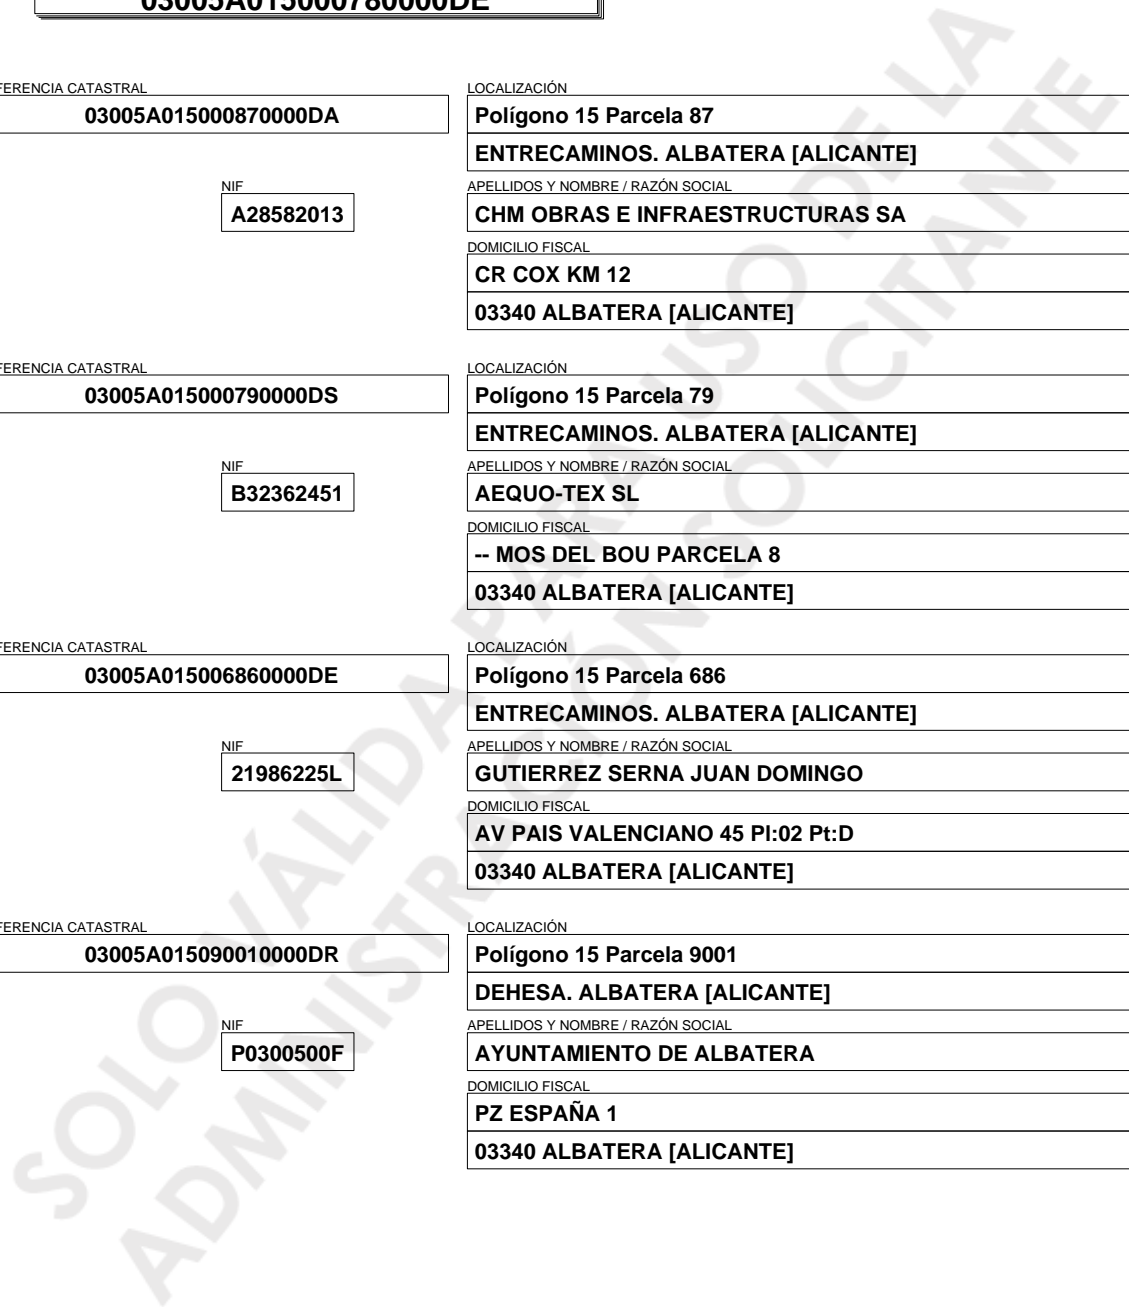 03005A015000780000DE
FERENCIA CATASTRAL
LOCALIZACIÓN
03005A015000870000DA
Polígono 15 Parcela 87
ENTRECAMINOS. ALBATERA [ALICANTE]
NIF
APELLIDOS Y NOMBRE / RAZÓN SOCIAL
A28582013
CHM OBRAS E INFRAESTRUCTURAS SA
DOMICILIO FISCAL
CR COX KM 12
03340 ALBATERA [ALICANTE]
FERENCIA CATASTRAL
LOCALIZACIÓN
03005A015000790000DS
Polígono 15 Parcela 79
ENTRECAMINOS. ALBATERA [ALICANTE]
NIF
APELLIDOS Y NOMBRE / RAZÓN SOCIAL
B32362451
AEQUO-TEX SL
DOMICILIO FISCAL
-- MOS DEL BOU PARCELA 8
03340 ALBATERA [ALICANTE]
FERENCIA CATASTRAL
LOCALIZACIÓN
03005A015006860000DE
Polígono 15 Parcela 686
ENTRECAMINOS. ALBATERA [ALICANTE]
NIF
APELLIDOS Y NOMBRE / RAZÓN SOCIAL
21986225L
GUTIERREZ SERNA JUAN DOMINGO
DOMICILIO FISCAL
AV PAIS VALENCIANO 45 Pl:02 Pt:D
03340 ALBATERA [ALICANTE]
FERENCIA CATASTRAL
LOCALIZACIÓN
03005A015090010000DR
Polígono 15 Parcela 9001
DEHESA. ALBATERA [ALICANTE]
NIF
APELLIDOS Y NOMBRE / RAZÓN SOCIAL
P0300500F
AYUNTAMIENTO DE ALBATERA
DOMICILIO FISCAL
PZ ESPAÑA 1
03340 ALBATERA [ALICANTE]
SOLO VÁLIDA PARA USO DE LA
ADMINISTRACIÓN SOLICITANTE